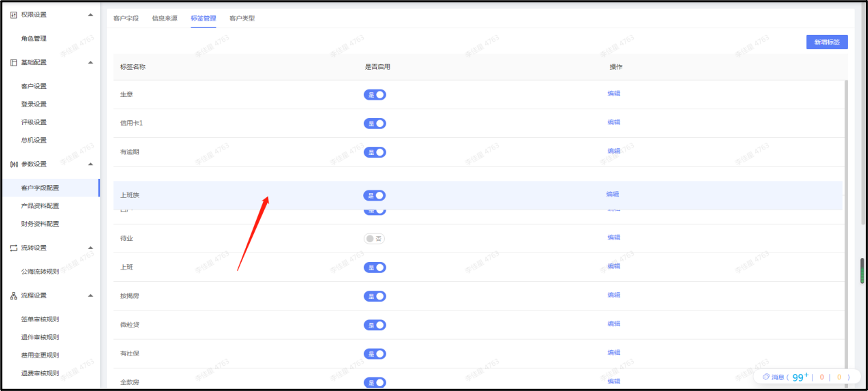 权限设置
角色管理
基础配置
客户设置
登录设置
评级设置
总机设置
参数设置
客户字段配置
产品资料配置
财务资料配置
流转设置
公海流转规则
流程设置
签单审核规则
退件审核规则
费用变更规则
退费审核规则
客户字段 信息来源 标签管理 客户类型
新增标签
标签名称 是否启用 操作
生意 是 编辑
信用卡1 是 编辑
有逾期 是 编辑
上班族 是 编辑
是 编辑
待业 否 编辑
上班 是 编辑
按揭房 是 编辑
微粒贷 是 编辑
有社保 是 编辑
全款房 是 编辑
消息 ( 99+ | 0 | 0 )